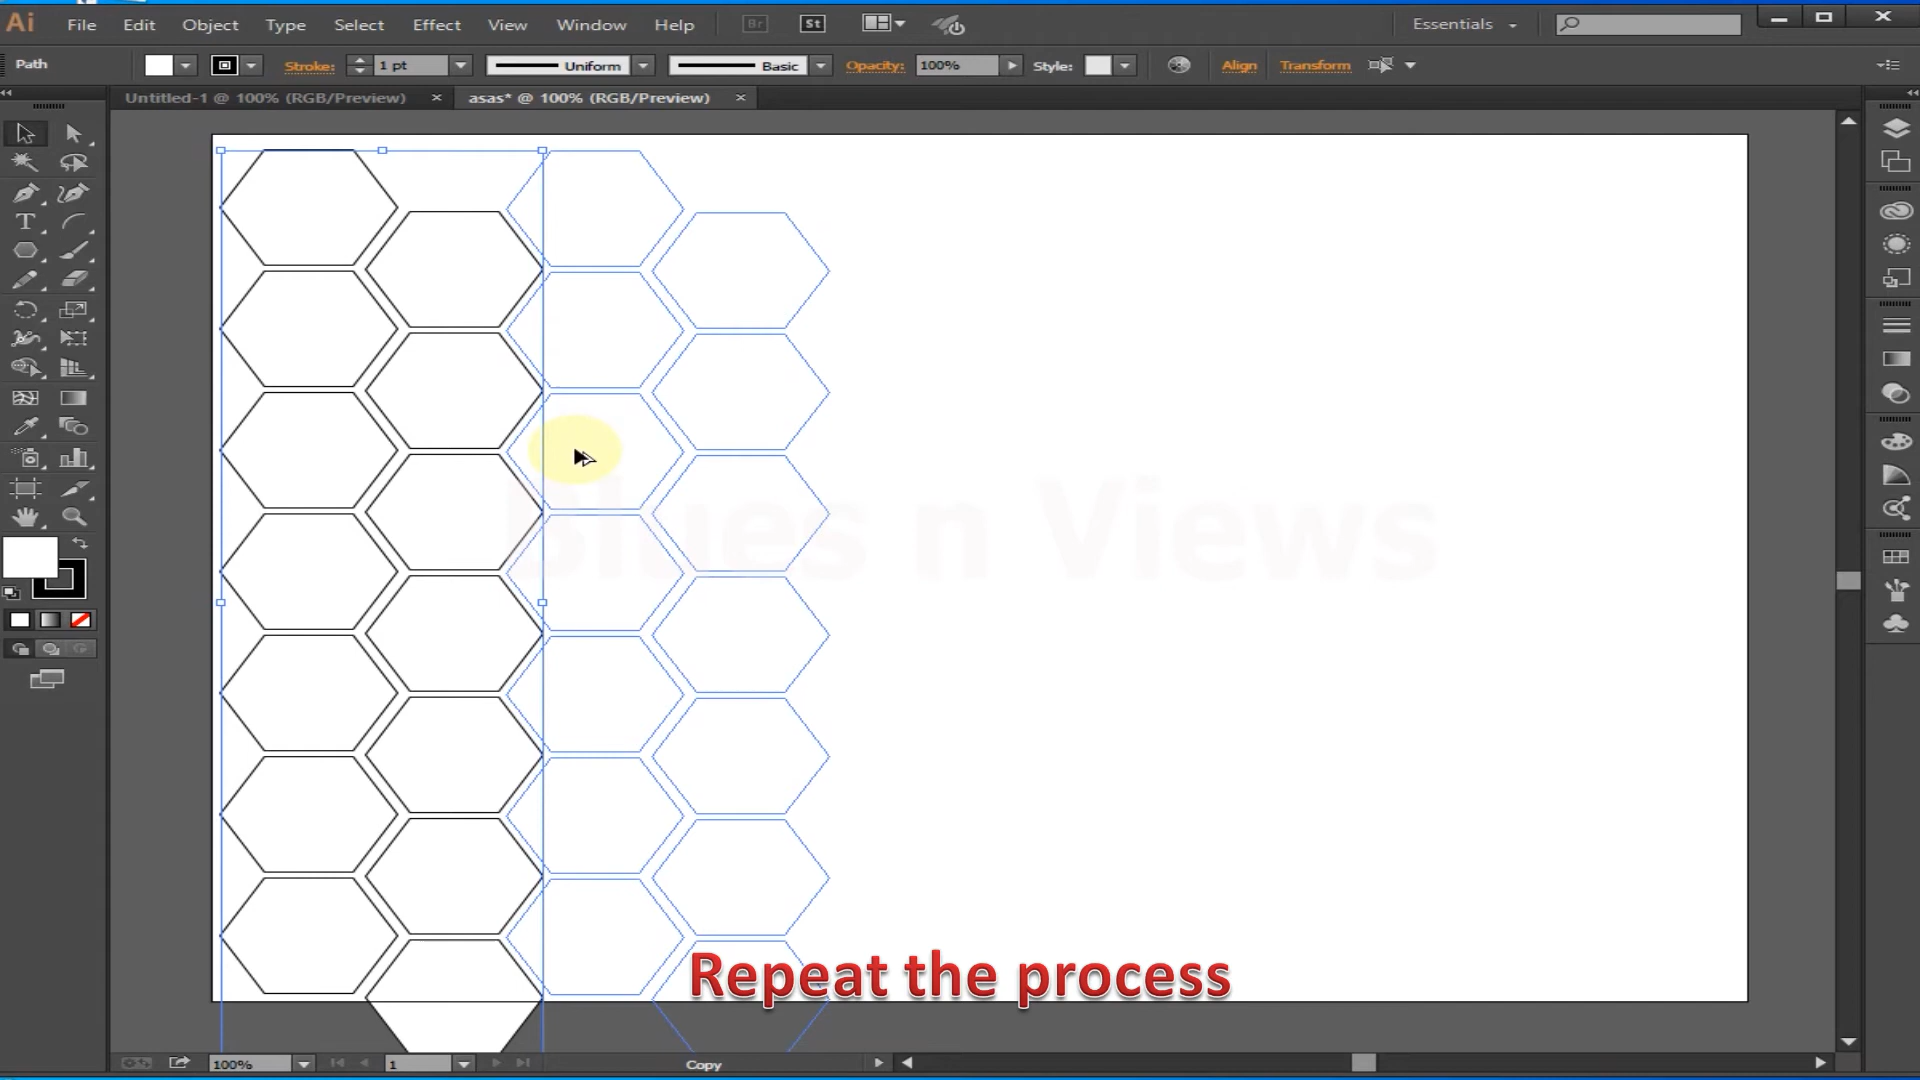 Ai File Edit Object Type Select Effect View Window Help Br St Essentials
Path Stroke: 1 pt Uniform Basic Opacity: 100% Style: Align Transform
Untitled-1 @ 100% (RGB/Preview) × asas* @ 100% (RGB/Preview) ×
Blues n Views
Repeat the process
100% 1 Copy